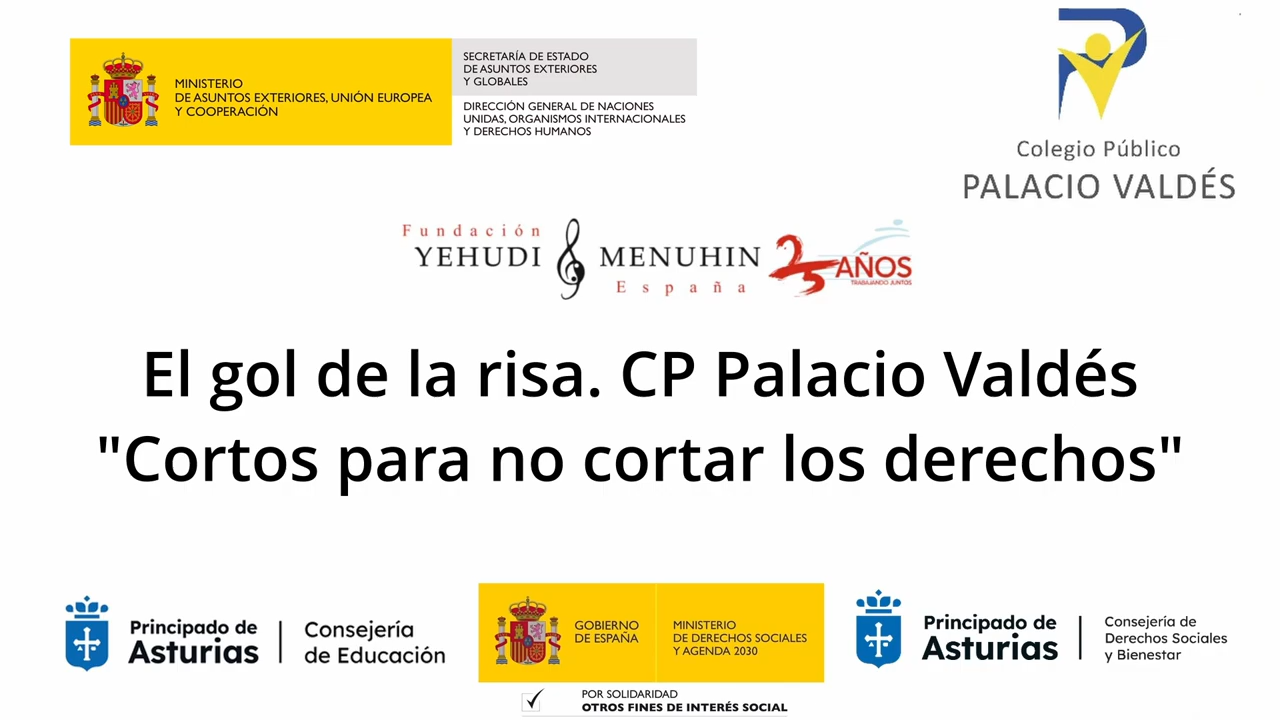 MINISTERIO
DE ASUNTOS EXTERIORES, UNIÓN EUROPEA
Y COOPERACIÓN
SECRETARÍA DE ESTADO
DE ASUNTOS EXTERIORES
Y GLOBALES
DIRECCIÓN GENERAL DE NACIONES
UNIDAS, ORGANISMOS INTERNACIONALES
Y DERECHOS HUMANOS
Colegio Público
PALACIO VALDÉS
Fundación
YEHUDI MENUHIN
España
25 AÑOS
TRABAJANDO JUNTOS
El gol de la risa. CP Palacio Valdés
"Cortos para no cortar los derechos"
Principado de
Asturias
Consejería
de Educación
GOBIERNO
DE ESPAÑA
MINISTERIO
DE DERECHOS SOCIALES
Y AGENDA 2030
POR SOLIDARIDAD
OTROS FINES DE INTERÉS SOCIAL
Principado de
Asturias
Consejería de
Derechos Sociales
y Bienestar